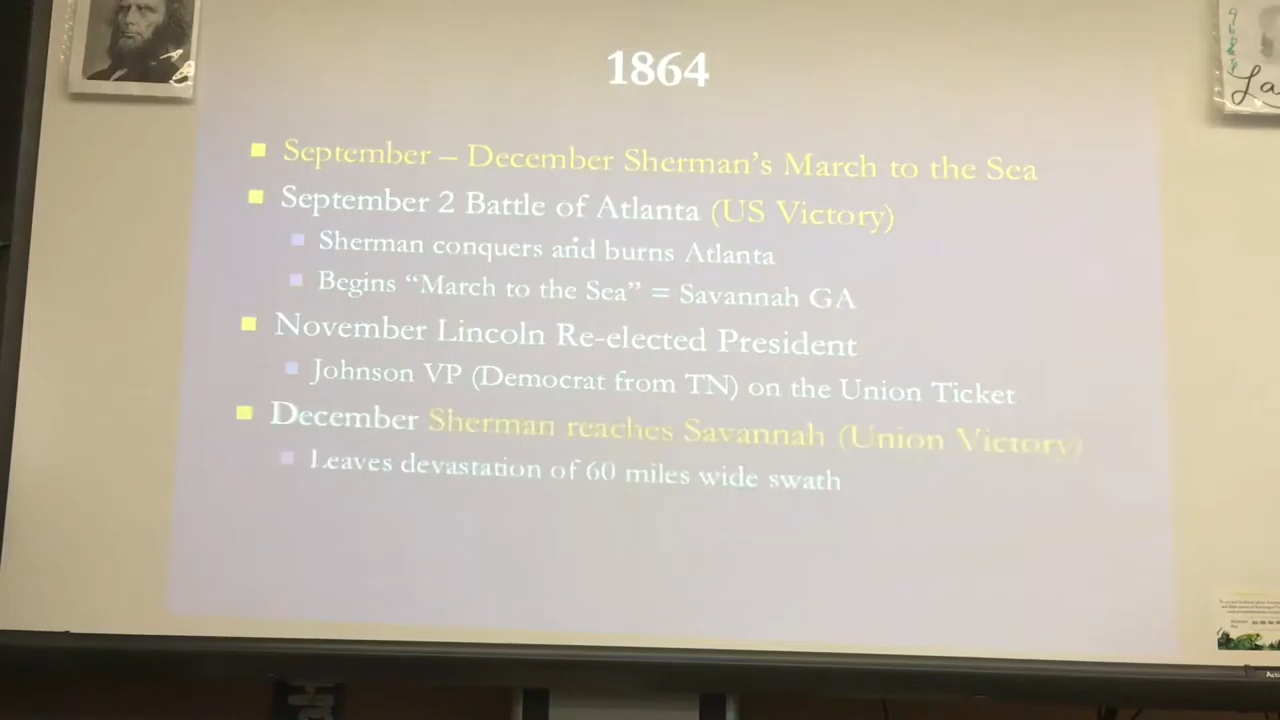 1864
September – December Sherman's March to the Sea
September 2 Battle of Atlanta (US Victory)
Sherman conquers and burns Atlanta
Begins “March to the Sea” = Savannah GA
November Lincoln Re-elected President
Johnson VP (Democrat from TN) on the Union Ticket
December Sherman reaches Savannah (Union Victory)
Leaves devastation of 60 miles wide swath
La